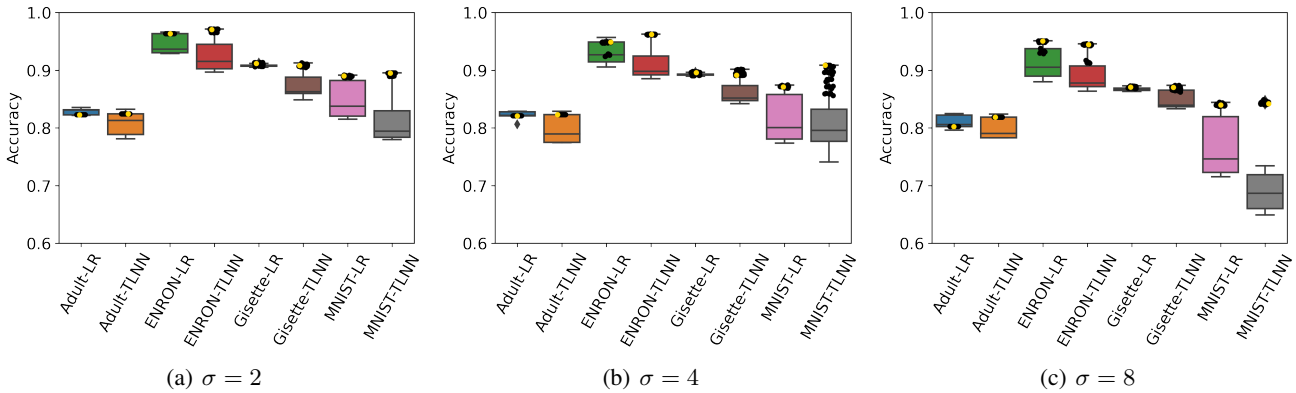 1.0
0.9
0.8
0.7
0.6
Accuracy
Adult-LR
Adult-TLNN
ENRON-LR
ENRON-TLNN
Gisette-LR
Gisette-TLNN
MNIST-LR
MNIST-TLNN
(a) σ = 2
1.0
0.9
0.8
0.7
0.6
Accuracy
Adult-LR
Adult-TLNN
ENRON-LR
ENRON-TLNN
Gisette-LR
Gisette-TLNN
MNIST-LR
MNIST-TLNN
(b) σ = 4
1.0
0.9
0.8
0.7
0.6
Accuracy
Adult-LR
Adult-TLNN
ENRON-LR
ENRON-TLNN
Gisette-LR
Gisette-TLNN
MNIST-LR
MNIST-TLNN
(c) σ = 8